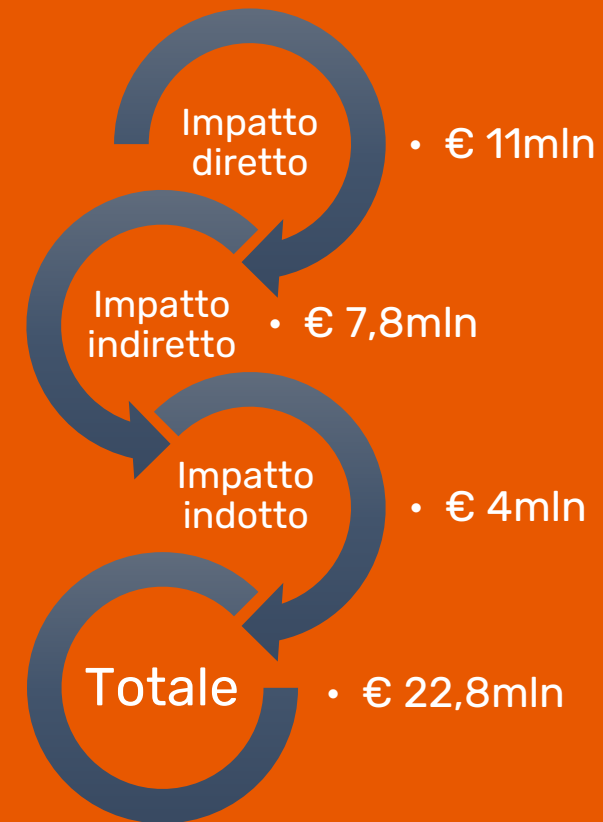 Impatto
diretto
• € 11mln
Impatto
indiretto
• € 7,8mln
Impatto
indotto
• € 4mln
Totale
• € 22,8mln